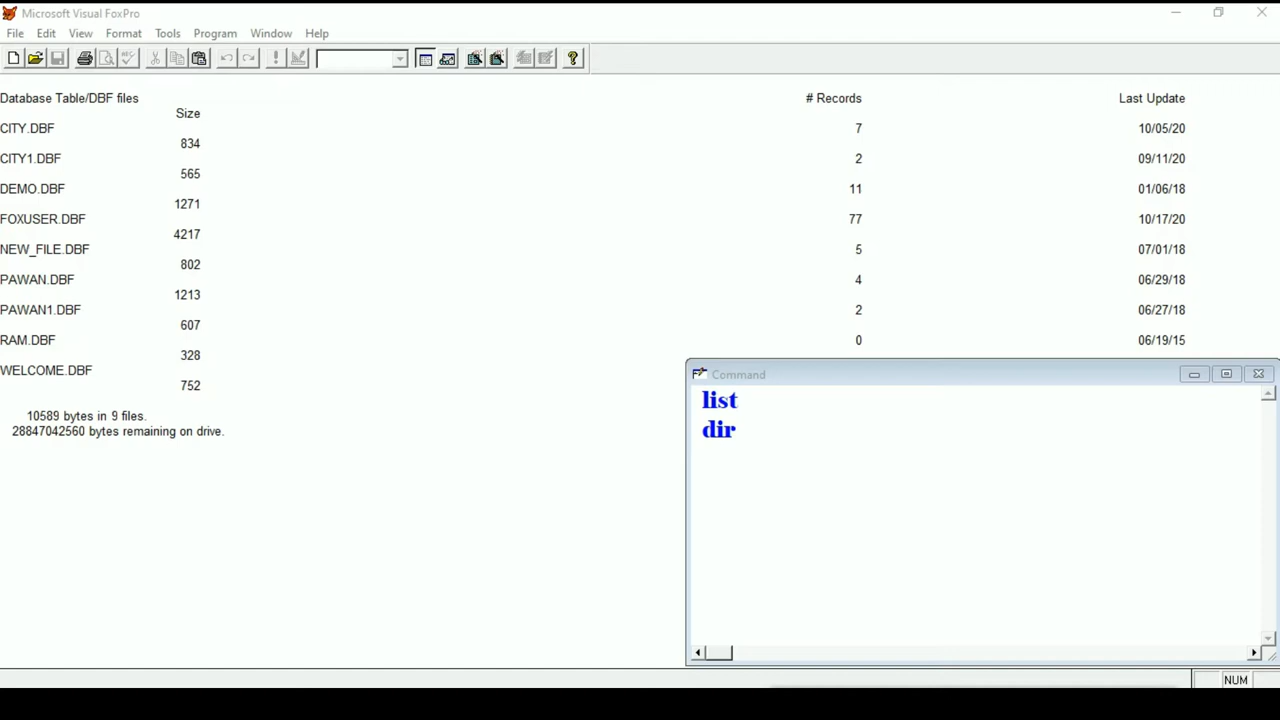 Microsoft Visual FoxPro
File Edit View Format Tools Program Window Help
Database Table/DBF files # Records Last Update
Size
CITY.DBF 7 10/05/20
834
CITY1.DBF 2 09/11/20
565
DEMO.DBF 11 01/06/18
1271
FOXUSER.DBF 77 10/17/20
4217
NEW_FILE.DBF 5 07/01/18
802
PAWAN.DBF 4 06/29/18
1213
PAWAN1.DBF 2 06/27/18
607
RAM.DBF 0 06/19/15
328
WELCOME.DBF
752
10589 bytes in 9 files.
28847042560 bytes remaining on drive.
Command
list
dir
NUM